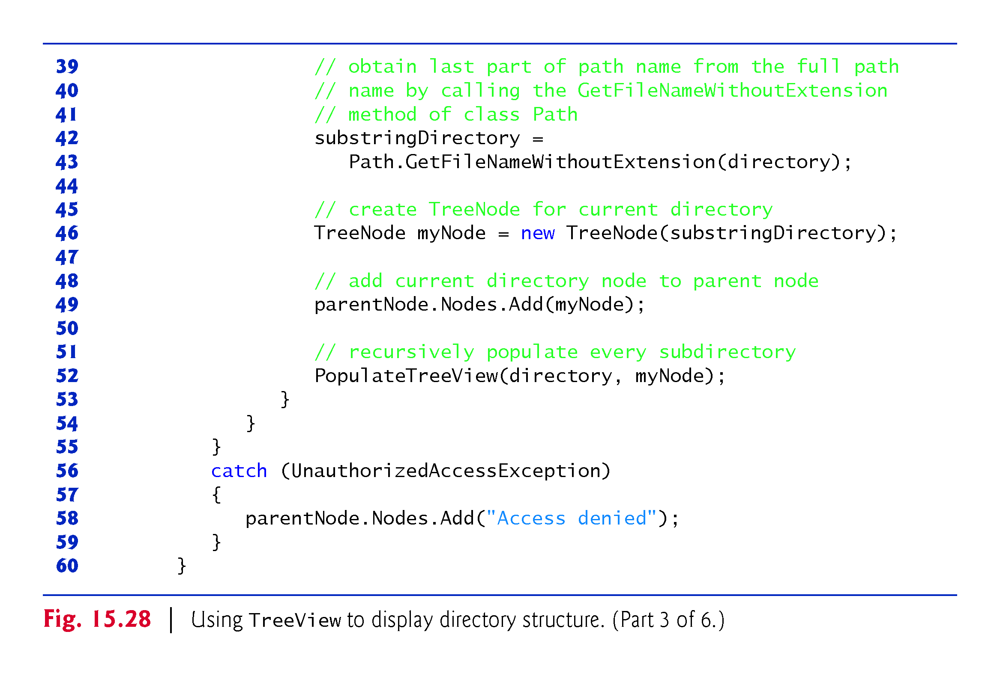 39 // obtain last part of path name from the full path
40 // name by calling the GetFileNameWithoutExtension
41 // method of class Path
42 substringDirectory =
43 Path.GetFileNameWithoutExtension(directory);
44
45 // create TreeNode for current directory
46 TreeNode myNode = new TreeNode(substringDirectory);
47
48 // add current directory node to parent node
49 parentNode.Nodes.Add(myNode);
50
51 // recursively populate every subdirectory
52 PopulateTreeView(directory, myNode);
53 }
54 }
55 }
56 catch (UnauthorizedAccessException)
57 {
58 parentNode.Nodes.Add("Access denied");
59 }
60 }
Fig. 15.28 | Using TreeView to display directory structure. (Part 3 of 6.)